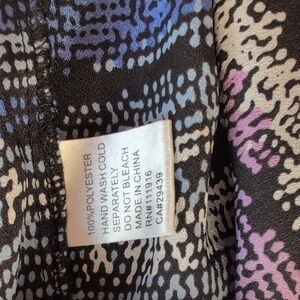 100%POLYESTER
HAND WASH COLD
SEPARATELY
DO NOT BLEACH
MADE IN CHINA
RN#111916
CA#29439